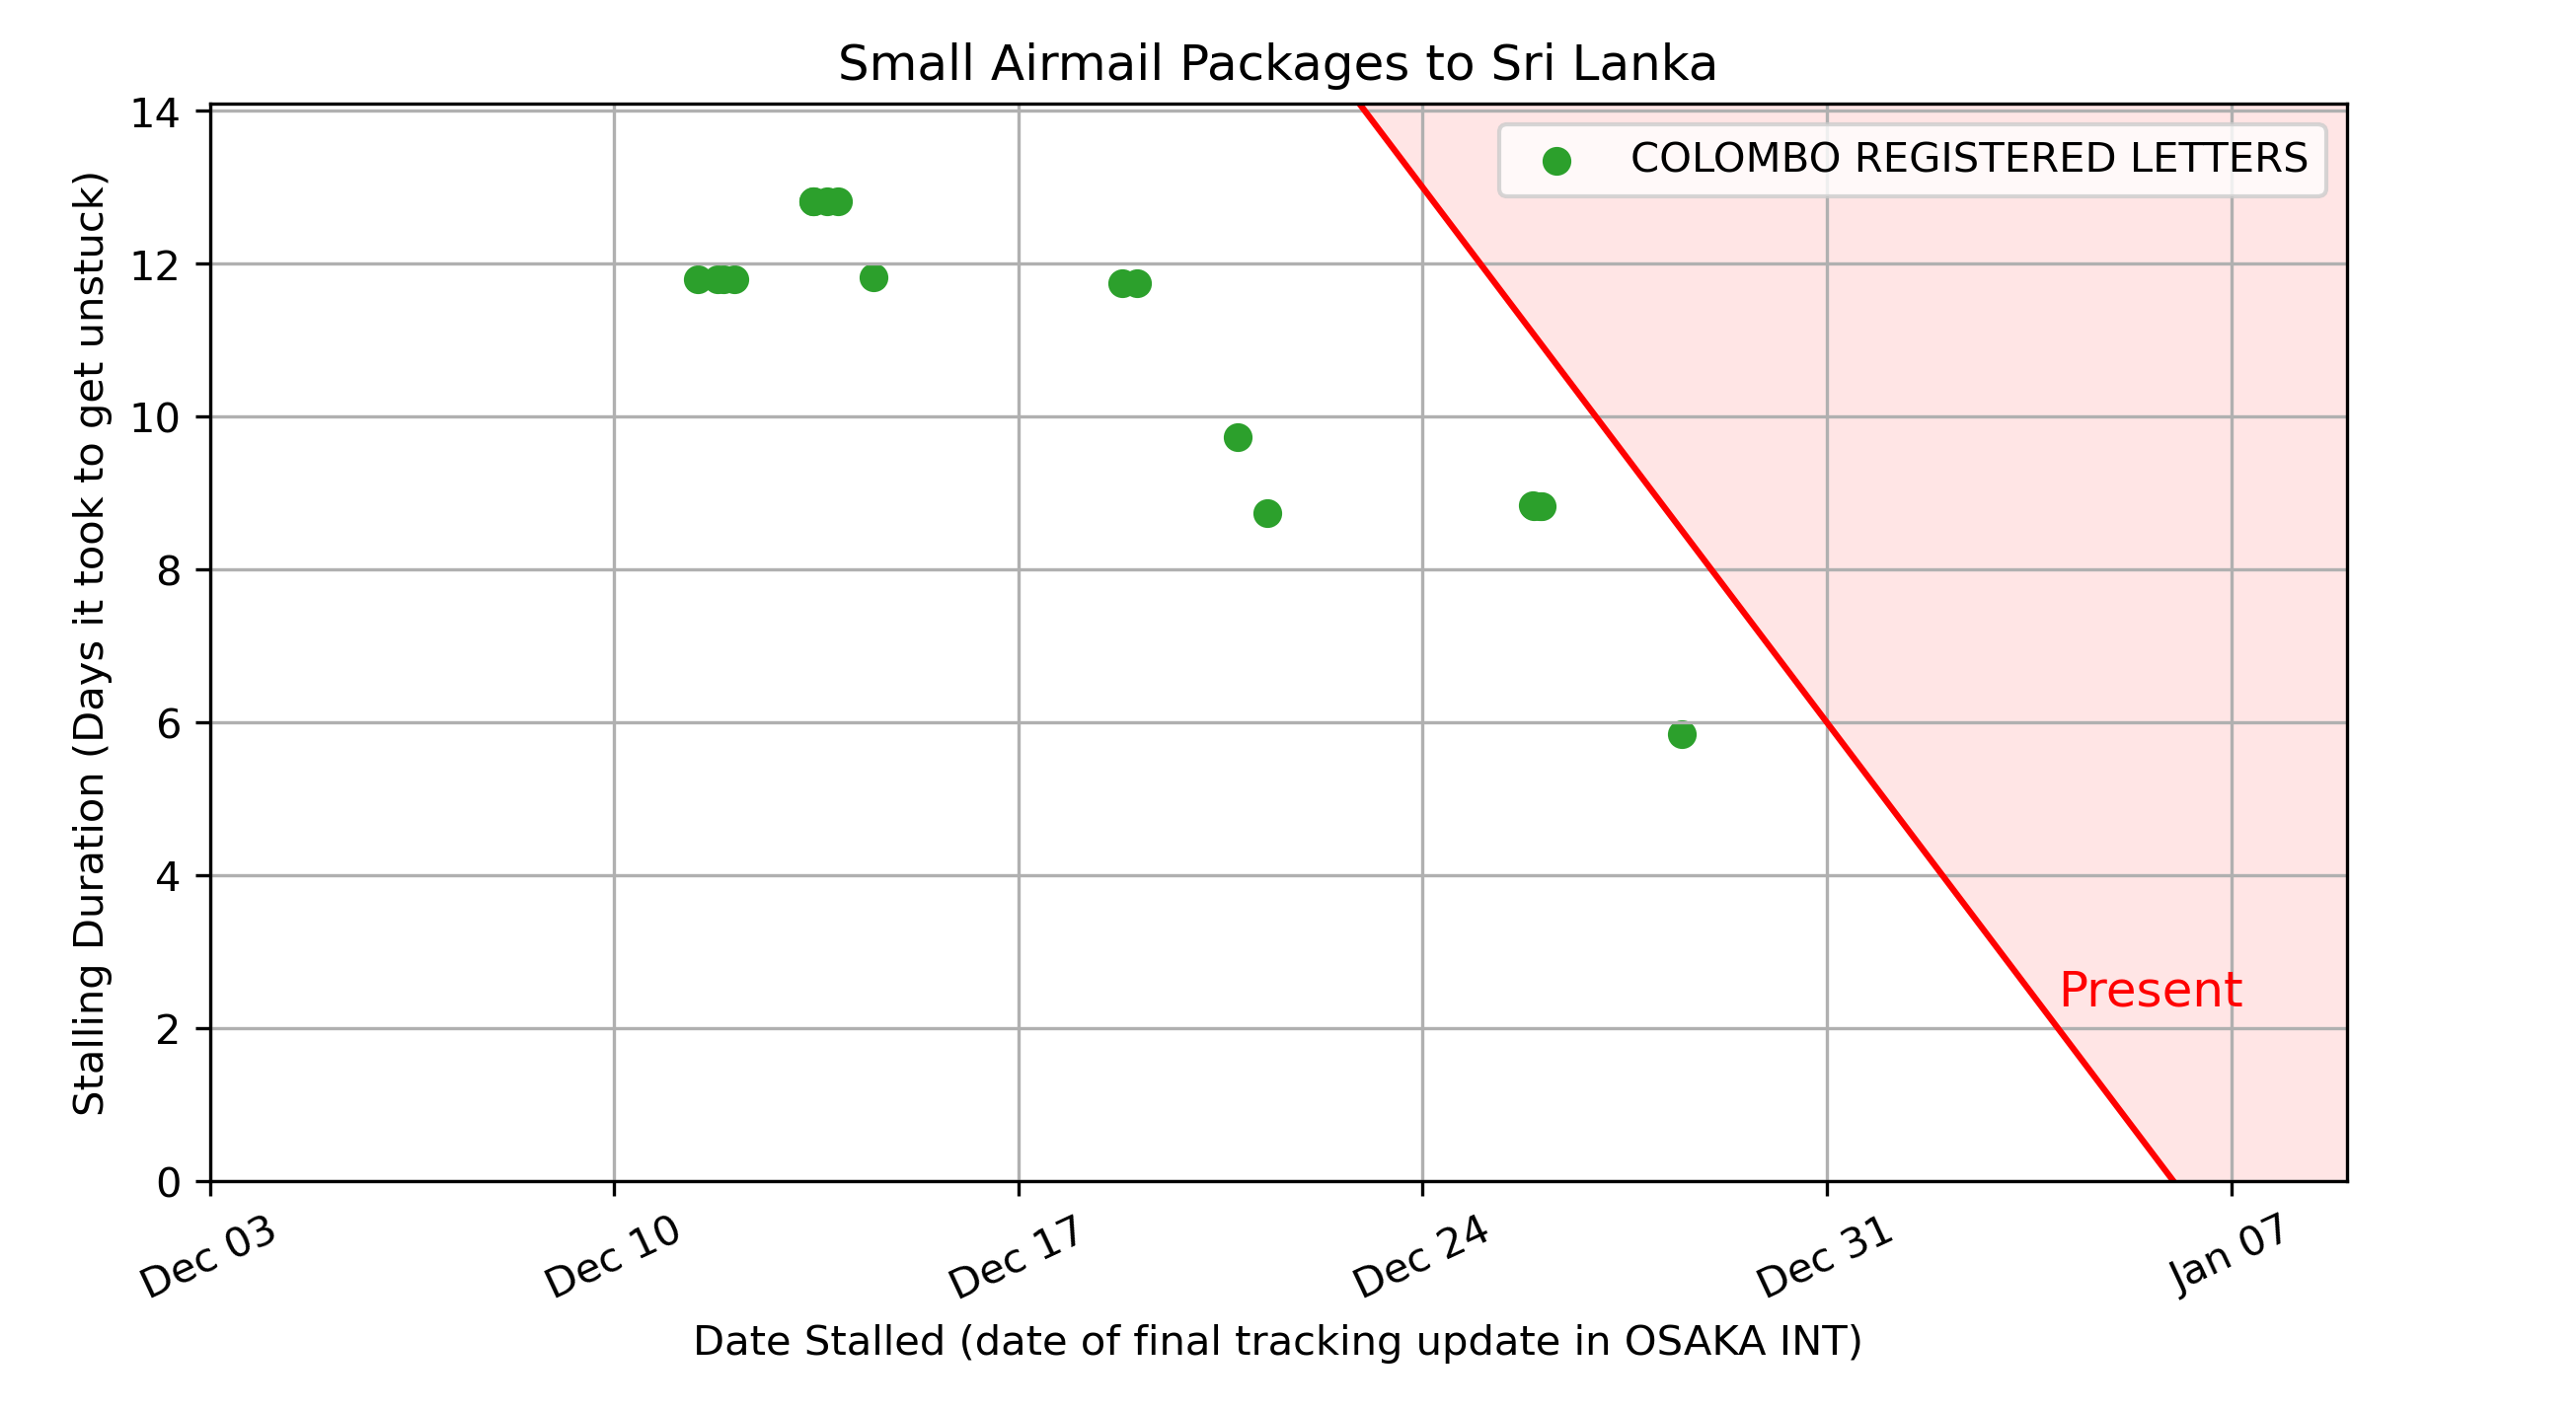 Small Airmail Packages to Sri Lanka
COLOMBO REGISTERED LETTERS
Stalling Duration (Days it took to get unstuck)
14
12
10
8
6
4
2
0
Present
Dec 03
Dec 10
Dec 17
Dec 24
Dec 31
Jan 07
Date Stalled (date of final tracking update in OSAKA INT)